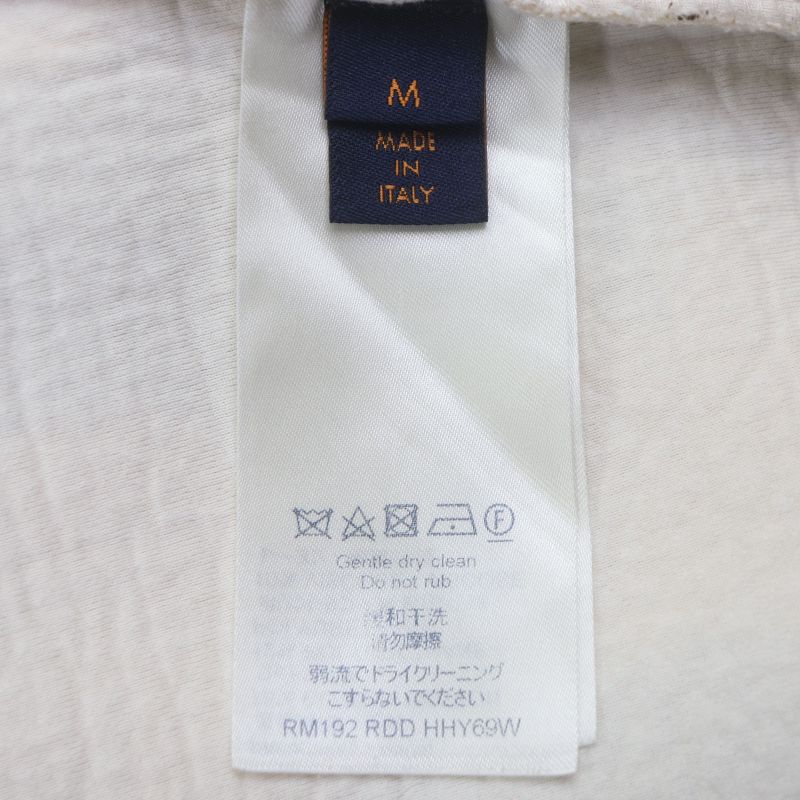 M
MADE
IN
ITALY
F
Gentle dry clean
Do not rub
缓和干洗
请勿摩擦
弱流でドライクリーニング
こすらないでください
RM192 RDD HHY69W